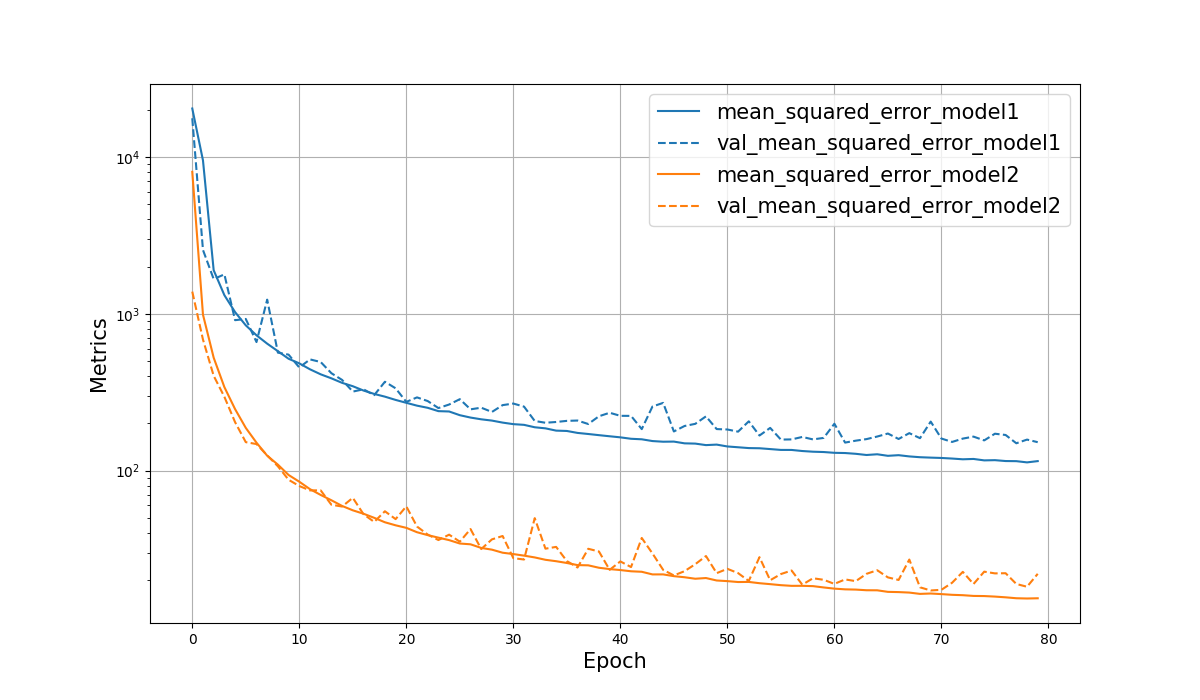 mean_squared_error_model1
val_mean_squared_error_model1
mean_squared_error_model2
val_mean_squared_error_model2
10^4
10^3
10^2
Metrics
0 10 20 30 40 50 60 70 80
Epoch